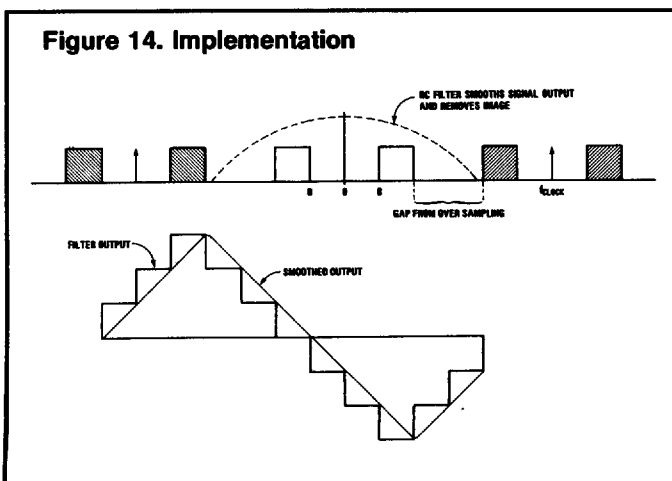 Figure 14. Implementation
RC FILTER SMOOTHS SIGNAL OUTPUT
AND REMOVES IMAGE
0
fCLOCK
GAP FROM OVER SAMPLING
FILTER OUTPUT
SMOOTHED OUTPUT